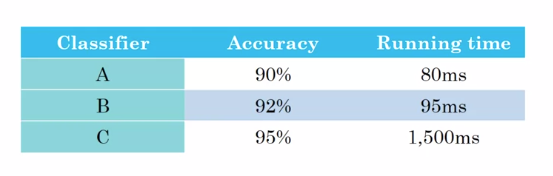 Classifier Accuracy Running time
A 90% 80ms
B 92% 95ms
C 95% 1,500ms